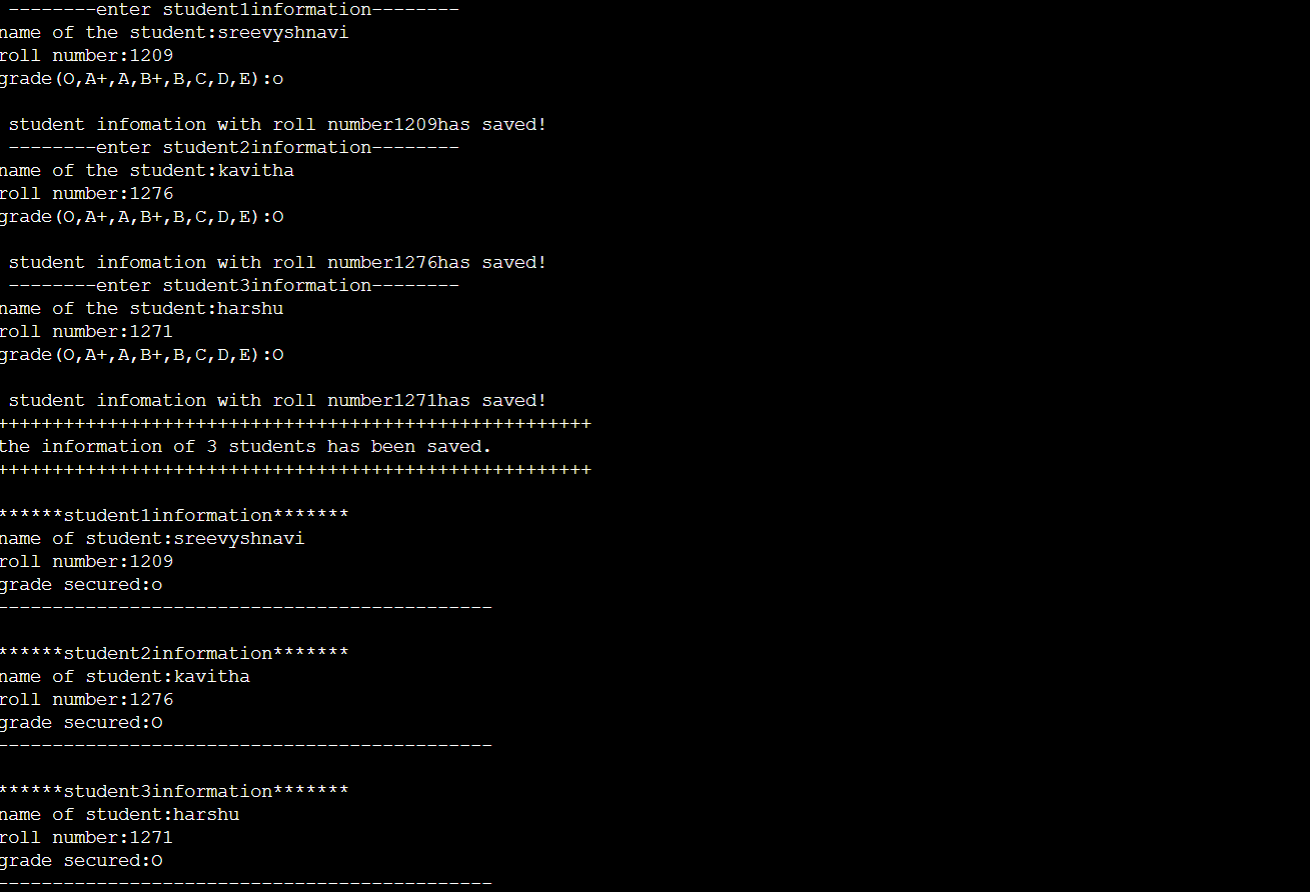 --------enter student1information--------
name of the student:sreevyshnavi
roll number:1209
grade(O,A+,A,B+,B,C,D,E):o
student infomation with roll number1209has saved!
--------enter student2information--------
name of the student:kavitha
roll number:1276
grade(O,A+,A,B+,B,C,D,E):O
student infomation with roll number1276has saved!
--------enter student3information--------
name of the student:harshu
roll number:1271
grade(O,A+,A,B+,B,C,D,E):O
student infomation with roll number1271has saved!
++++++++++++++++++++++++++++++++++++++++++++++++++++++
the information of 3 students has been saved.
++++++++++++++++++++++++++++++++++++++++++++++++++++++
******student1information*******
name of student:sreevyshnavi
roll number:1209
grade secured:o
---------------------------------------------
******student2information*******
name of student:kavitha
roll number:1276
grade secured:O
---------------------------------------------
******student3information*******
name of student:harshu
roll number:1271
grade secured:O
---------------------------------------------